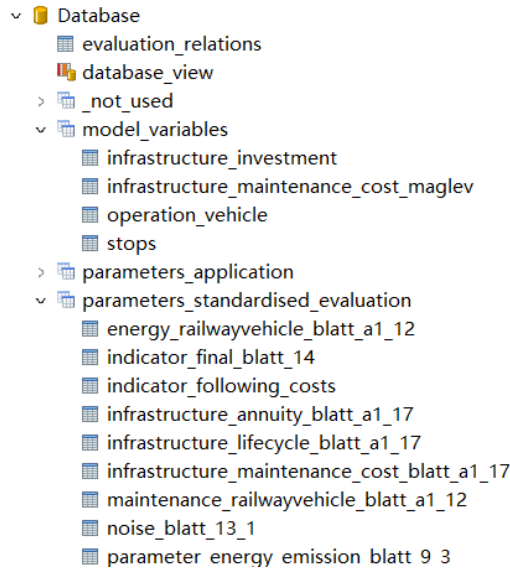 Database
evaluation_relations
database_view
_not_used
model_variables
infrastructure_investment
infrastructure_maintenance_cost_maglev
operation_vehicle
stops
parameters_application
parameters_standardised_evaluation
energy_railwayvehicle_blatt_a1_12
indicator_final_blatt_14
indicator_following_costs
infrastructure_annuity_blatt_a1_17
infrastructure_lifecycle_blatt_a1_17
infrastructure_maintenance_cost_blatt_a1_17
maintenance_railwayvehicle_blatt_a1_12
noise_blatt_13_1
parameter_energy_emission_blatt_9_3